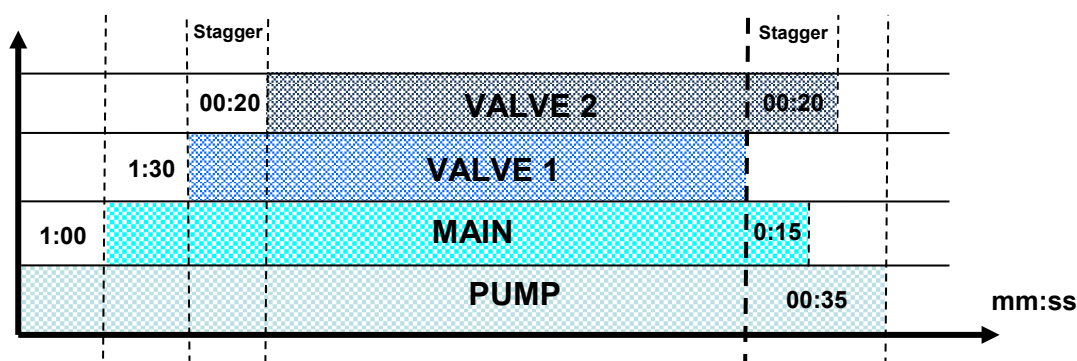 Stagger Stagger
00:20 VALVE 2 00:20
1:30 VALVE 1
1:00 MAIN 0:15
PUMP 00:35 mm:ss